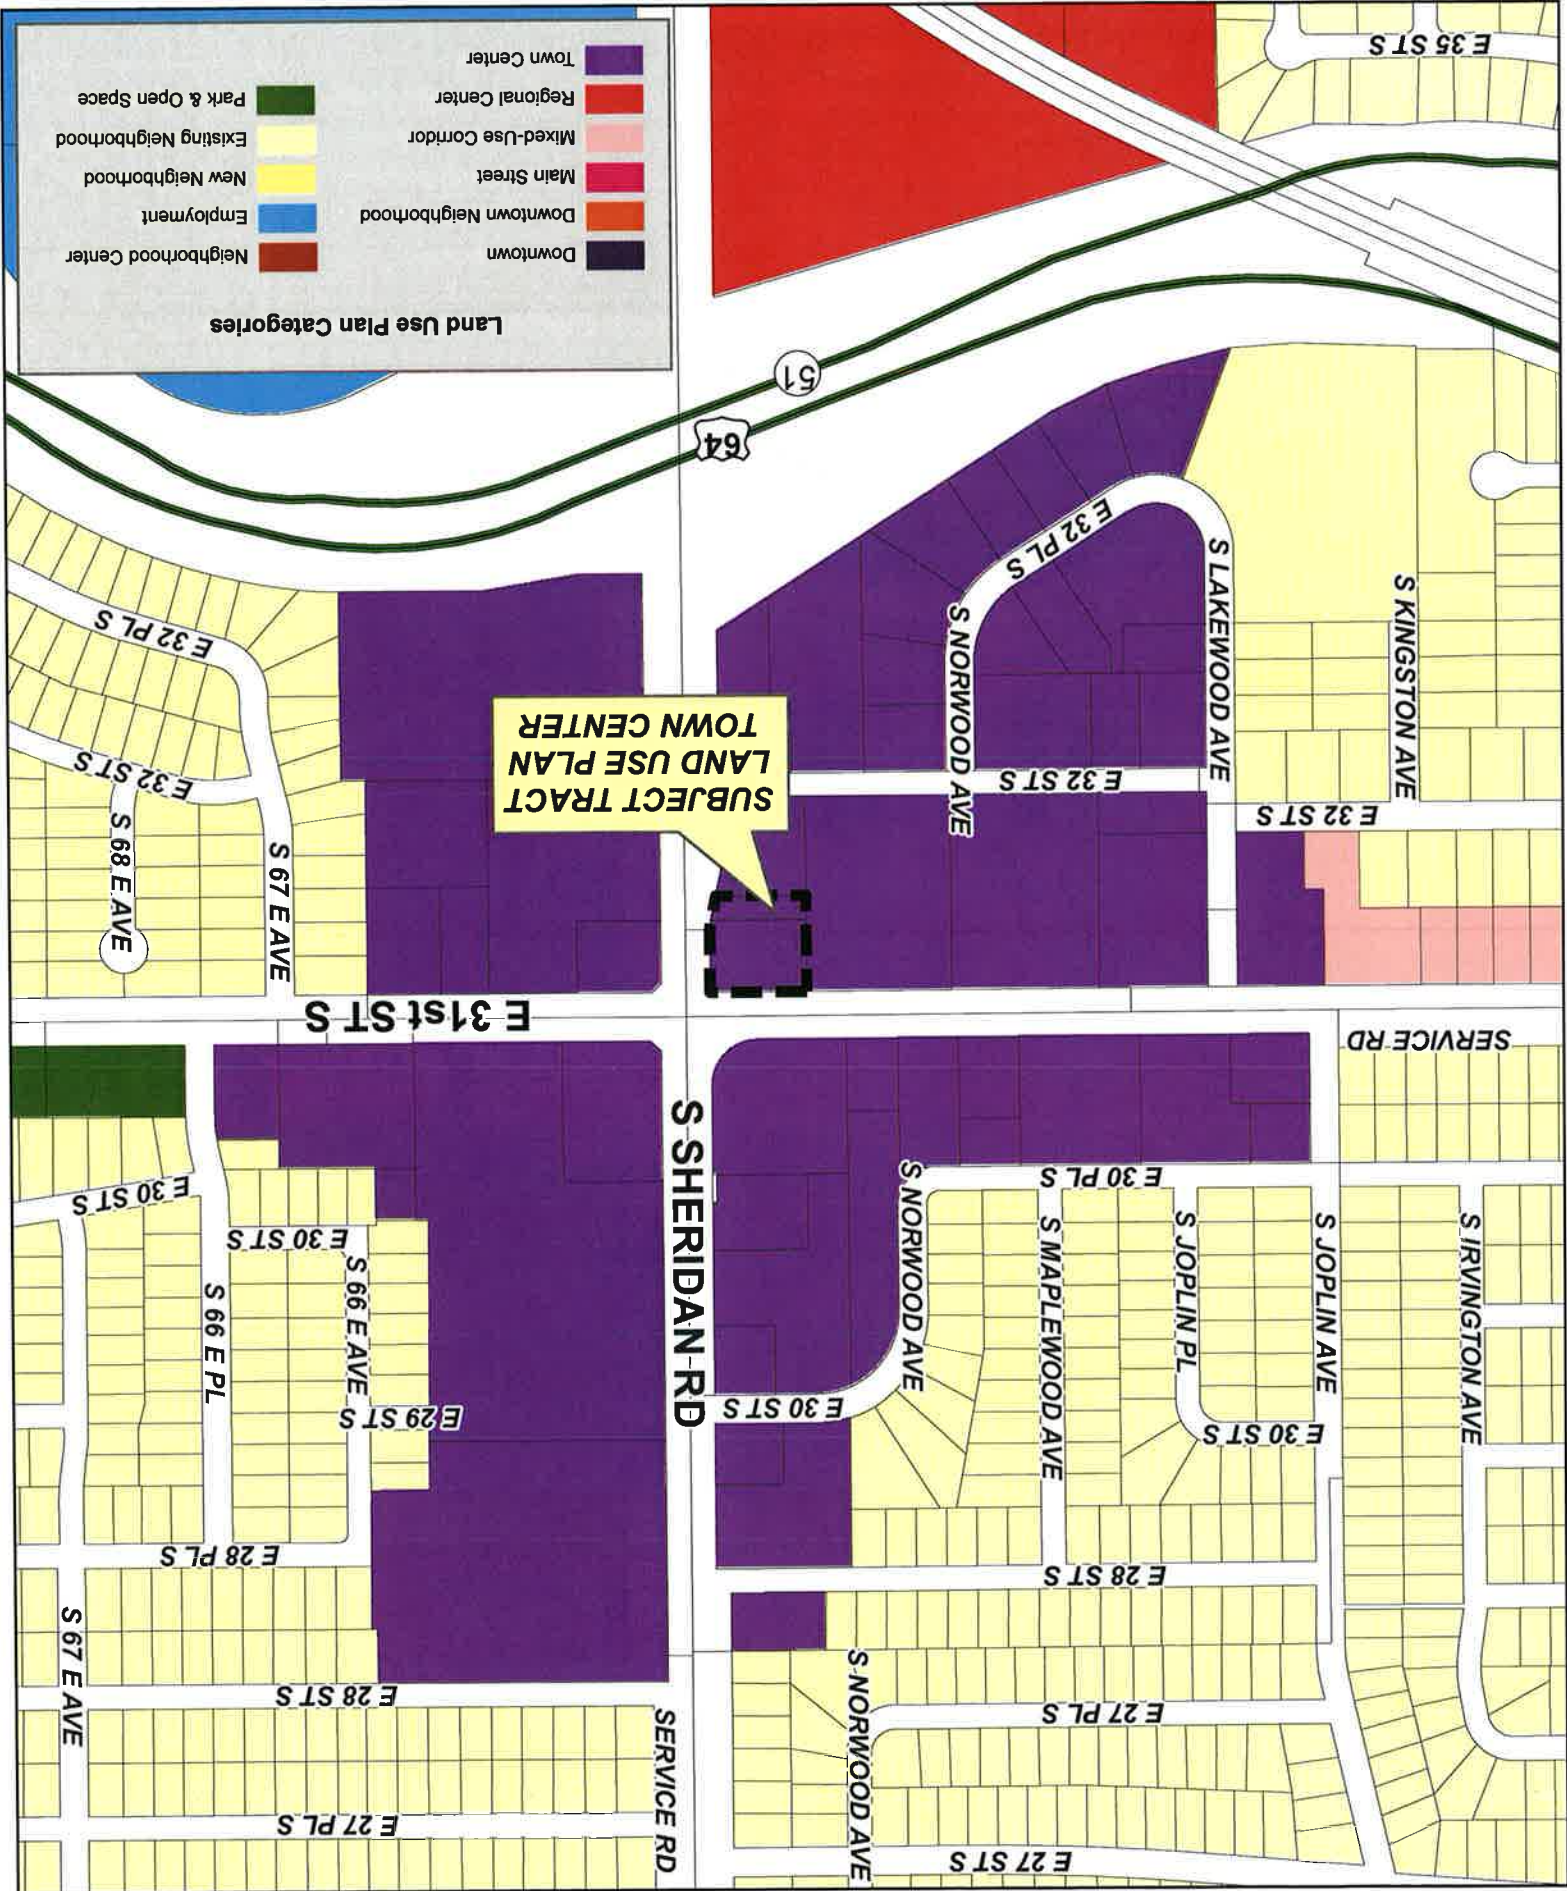 E 27 ST S
E 27 PL S
S NORWOOD AVE
SERVICE RD
E 27 PL S
E 28 ST S
S 67 E AVE
E 28 ST S
E 28 PL S
E 30 ST S
E 30 ST S
E 29 ST S
S IRVINGTON AVE
S JOPLIN AVE
S JOPLIN PL
S MAPLEWOOD AVE
S NORWOOD AVE
S SHERIDAN RD
S 66 E AVE
S 66 E PL
E 30 ST S
E 30 ST S
E 30 PL S
SERVICE RD
E 31st ST S
S 67 E AVE
S 68 E AVE
E 32 ST S
E 32 ST S
SUBJECT TRACT
LAND USE PLAN
TOWN CENTER
E 32 ST S
S KINGSTON AVE
S LAKEWOOD AVE
S NORWOOD AVE
E 32 PL S
E 32 PL S
64
51
Land Use Plan Categories
Downtown
Downtown Neighborhood
Main Street
Mixed-Use Corridor
Regional Center
Town Center
Neighborhood Center
Employment
New Neighborhood
Existing Neighborhood
Park & Open Space
E 35 ST S